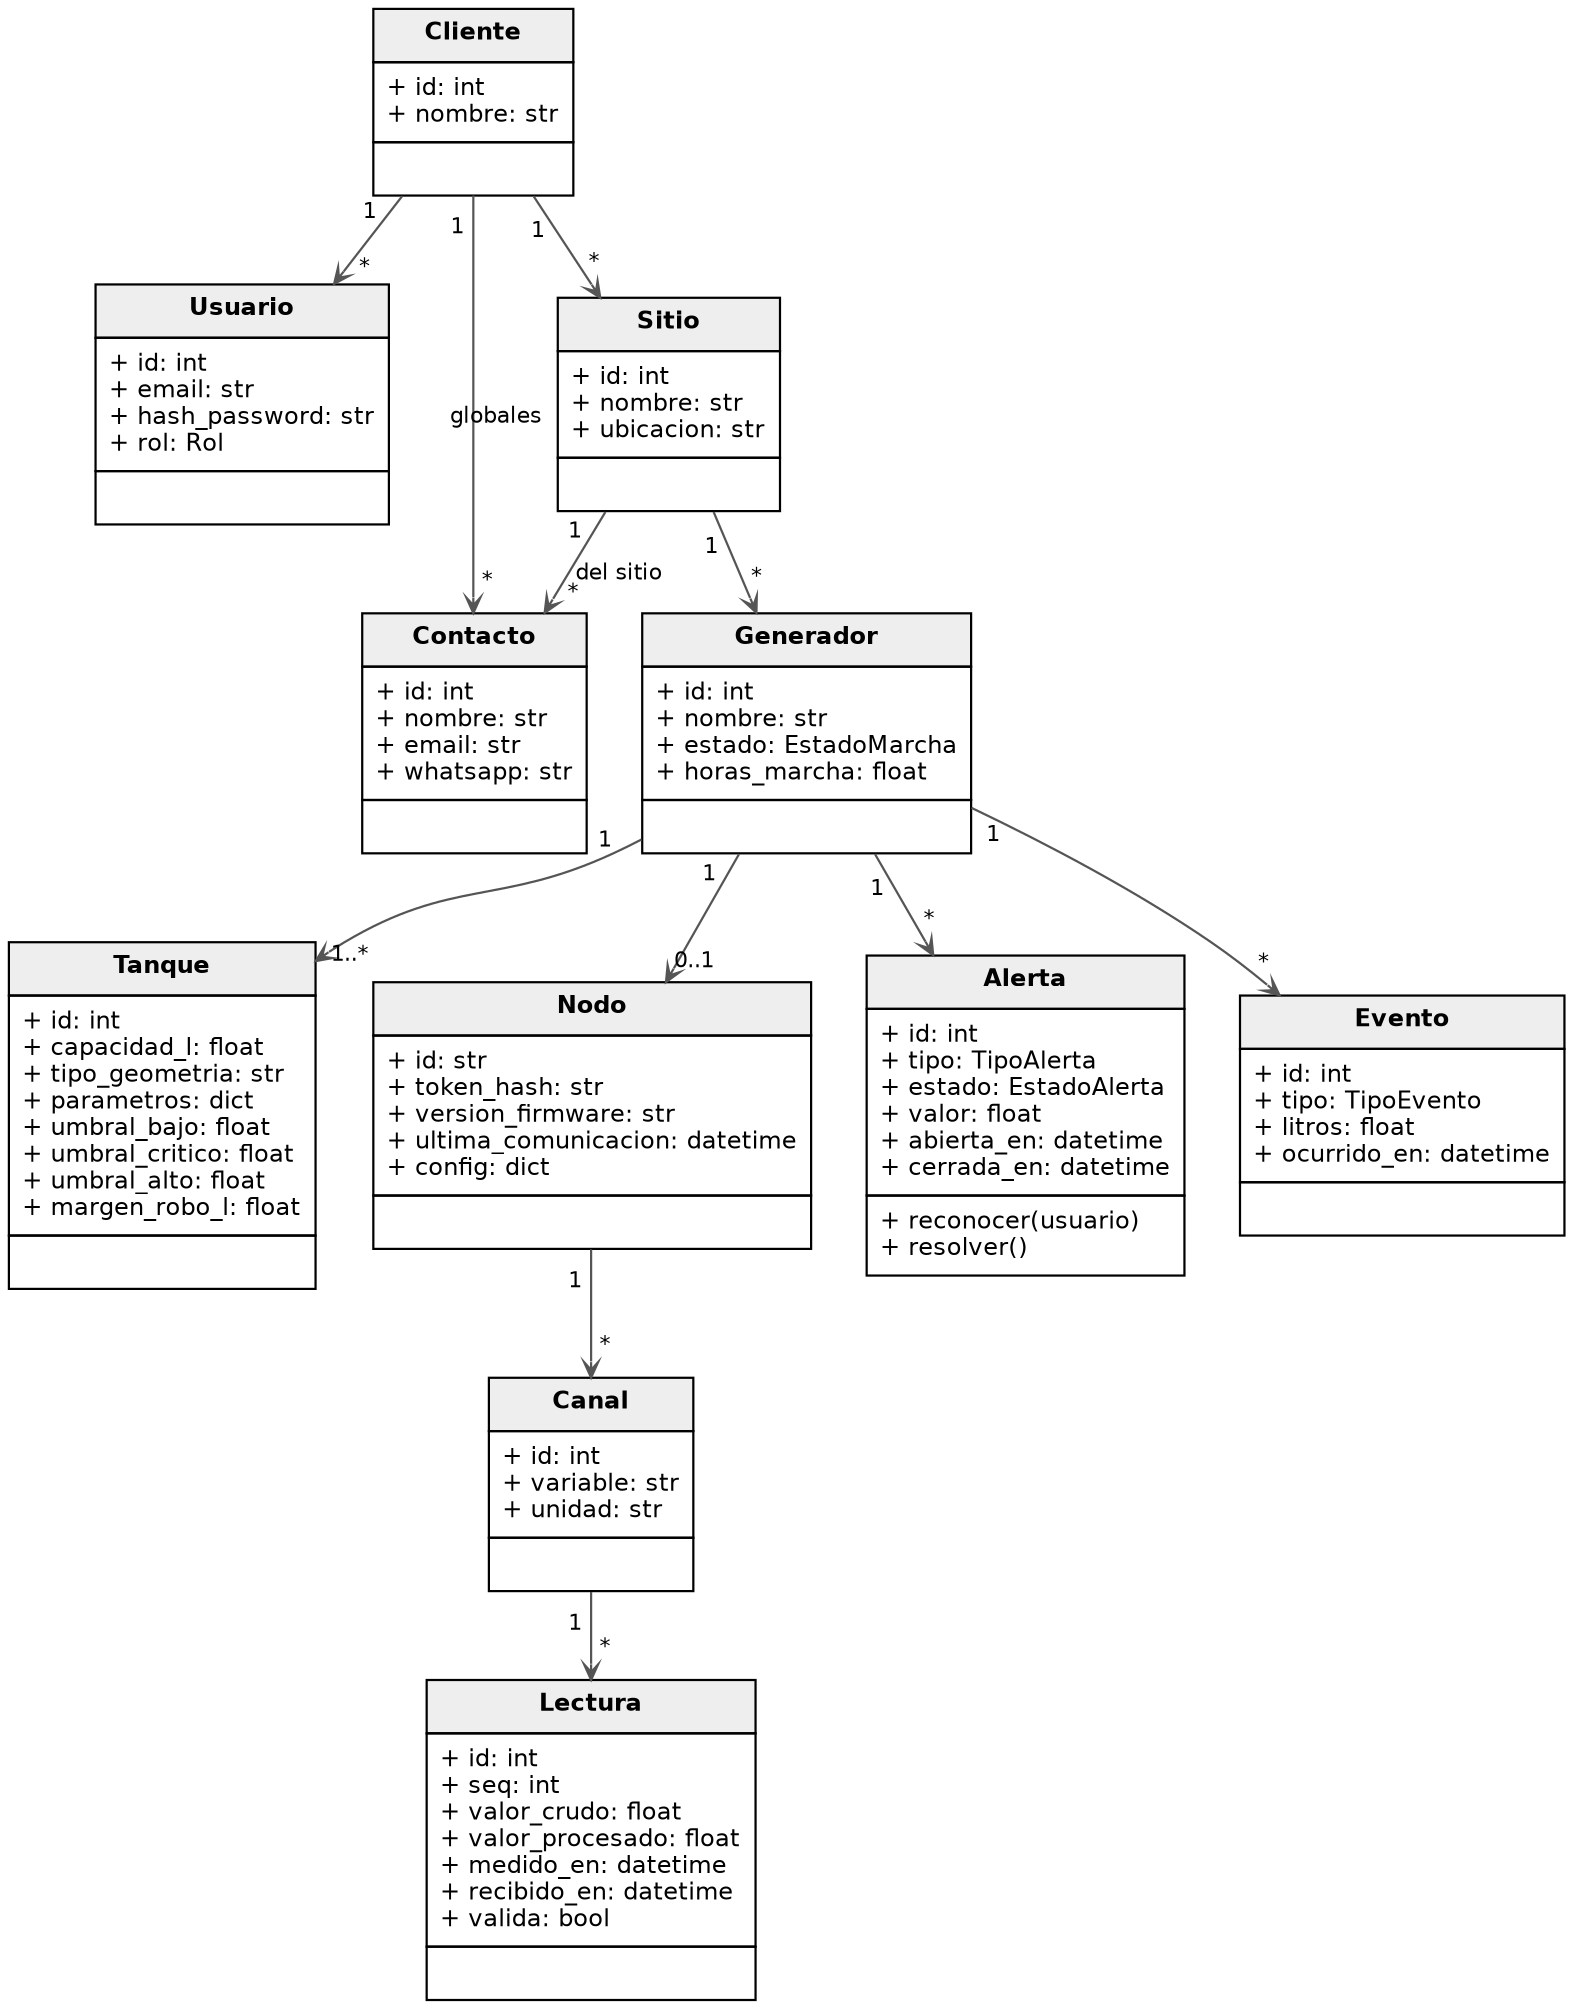 Cliente
+ id: int
+ nombre: str
1
1
1
*
*
Usuario
+ id: int
+ email: str
+ hash_password: str
+ rol: Rol
globales
Sitio
+ id: int
+ nombre: str
+ ubicacion: str
1
1
del sitio
*
*
*
Contacto
+ id: int
+ nombre: str
+ email: str
+ whatsapp: str
Generador
+ id: int
+ nombre: str
+ estado: EstadoMarcha
+ horas_marcha: float
1
1
1
1
1..*
0..1
*
*
Tanque
+ id: int
+ capacidad_l: float
+ tipo_geometria: str
+ parametros: dict
+ umbral_bajo: float
+ umbral_critico: float
+ umbral_alto: float
+ margen_robo_l: float
Nodo
+ id: str
+ token_hash: str
+ version_firmware: str
+ ultima_comunicacion: datetime
+ config: dict
Alerta
+ id: int
+ tipo: TipoAlerta
+ estado: EstadoAlerta
+ valor: float
+ abierta_en: datetime
+ cerrada_en: datetime
+ reconocer(usuario)
+ resolver()
Evento
+ id: int
+ tipo: TipoEvento
+ litros: float
+ ocurrido_en: datetime
1
*
Canal
+ id: int
+ variable: str
+ unidad: str
1
*
Lectura
+ id: int
+ seq: int
+ valor_crudo: float
+ valor_procesado: float
+ medido_en: datetime
+ recibido_en: datetime
+ valida: bool